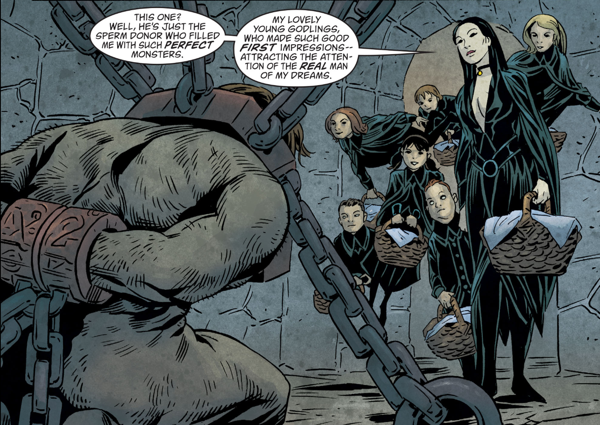 THIS ONE?
WELL, HE'S JUST THE
SPERM DONOR WHO FILLED
ME WITH SUCH PERFECT
MONSTERS.
MY LOVELY
YOUNG GODLINGS,
WHO MADE SUCH GOOD
FIRST IMPRESSIONS--
ATTRACTING THE ATTEN-
TION OF THE REAL MAN
OF MY DREAMS.